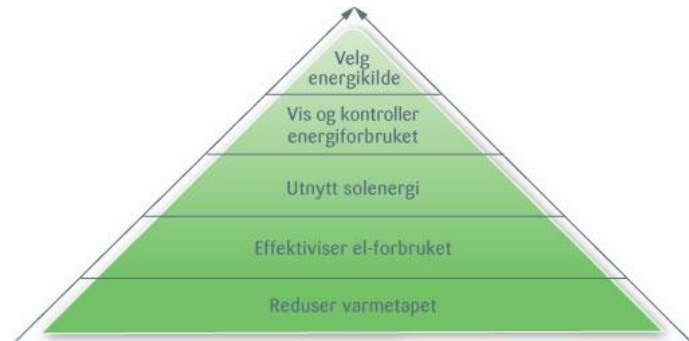 Velg
energikilde
Vis og kontroller
energiforbruket
Utnytt solenergi
Effektiviser el-forbruket
Reduser varmetapet